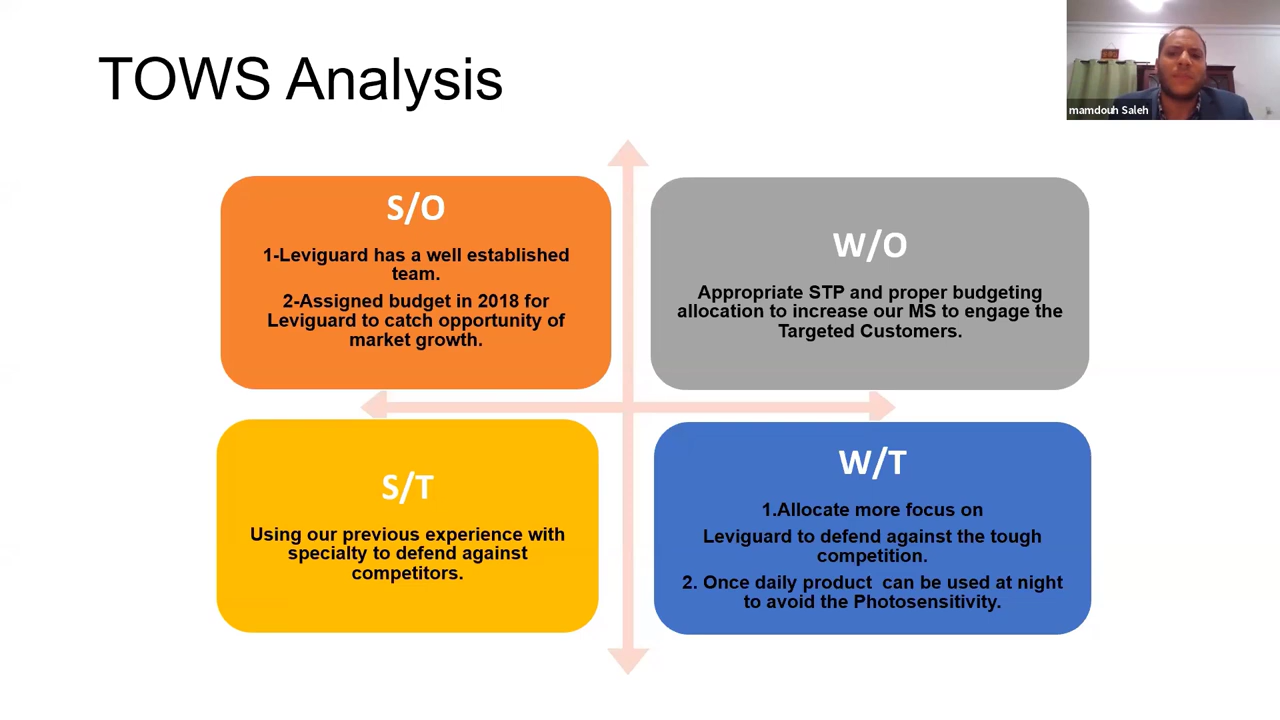 TOWS Analysis
mamdouh Saleh
S/O
1-Leviguard has a well established
team.
2-Assigned budget in 2018 for
Leviguard to catch opportunity of
market growth.
W/O
Appropriate STP and proper budgeting
allocation to increase our MS to engage the
Targeted Customers.
S/T
Using our previous experience with
specialty to defend against
competitors.
W/T
1.Allocate more focus on
Leviguard to defend against the tough
competition.
2. Once daily product  can be used at night
to avoid the Photosensitivity.